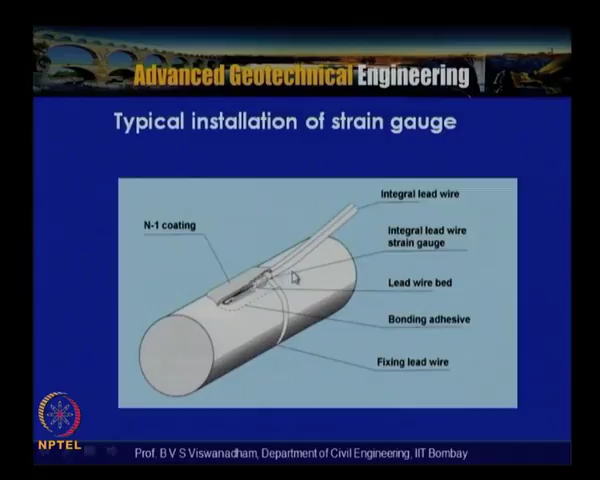 Advanced Geotechnical Engineering
Typical installation of strain gauge
Integral lead wire
N-1 coating
Integral lead wire
strain gauge
Lead wire bed
Bonding adhesive
Fixing lead wire
NPTEL
Prof. B V S Viswanadham, Department of Civil Engineering, IIT Bombay